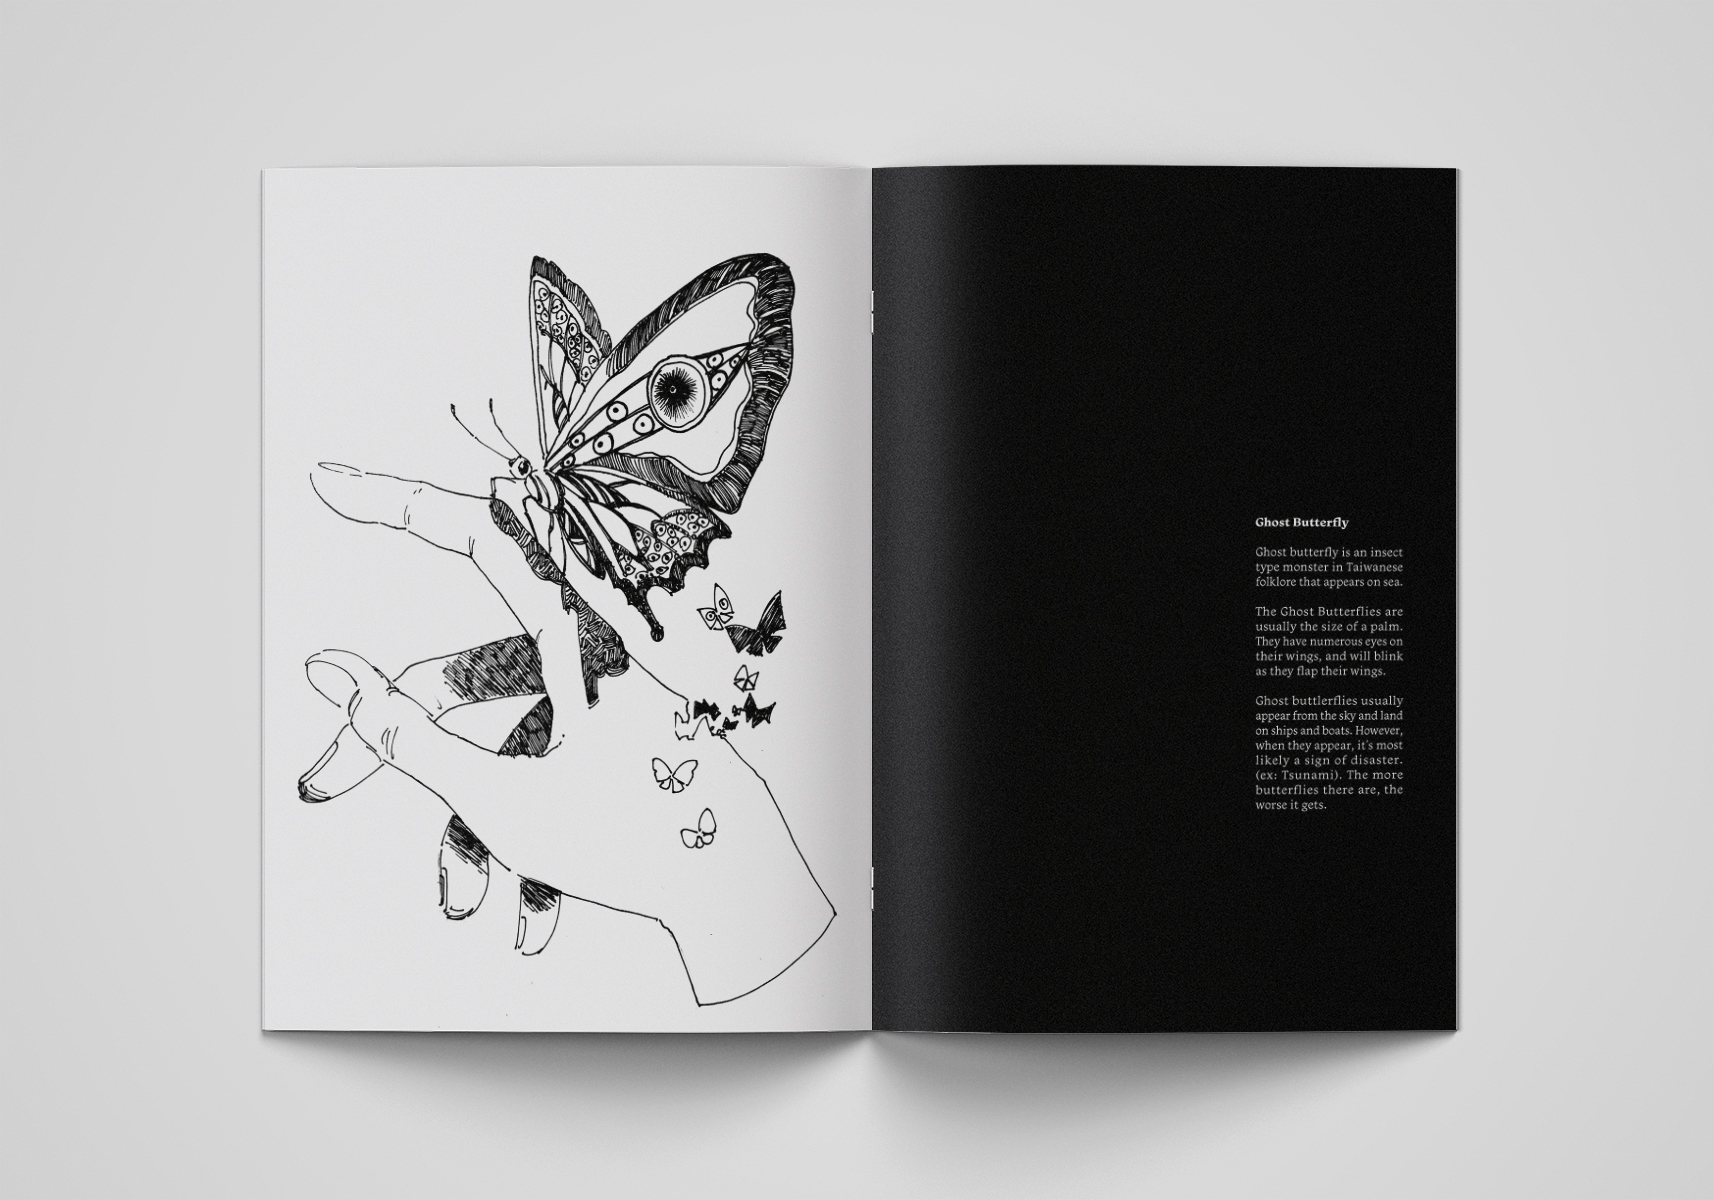 Ghost Butterfly
Ghost butterfly is an insect
type monster in Taiwanese
folklore that appears on sea.
The Ghost Butterflies are
usually the size of a palm.
They have numerous eyes on
their wings, and will blink
as they flap their wings.
Ghost buttlerflies usually
appear from the sky and land
on ships and boats. However,
when they appear, it's most
likely a sign of disaster.
(ex: Tsunami). The more
butterflies there are, the
worse it gets.